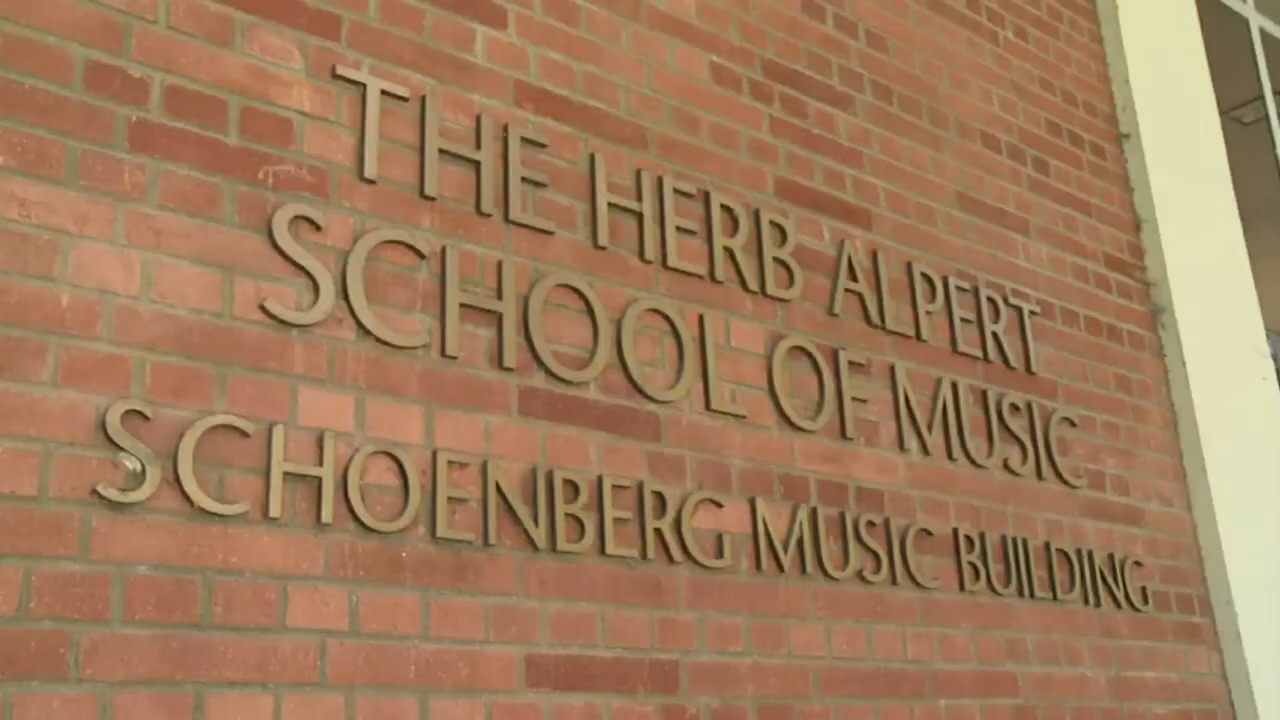 THE HERB ALPERT
SCHOOL OF MUSIC
SCHOENBERG MUSIC BUILDING